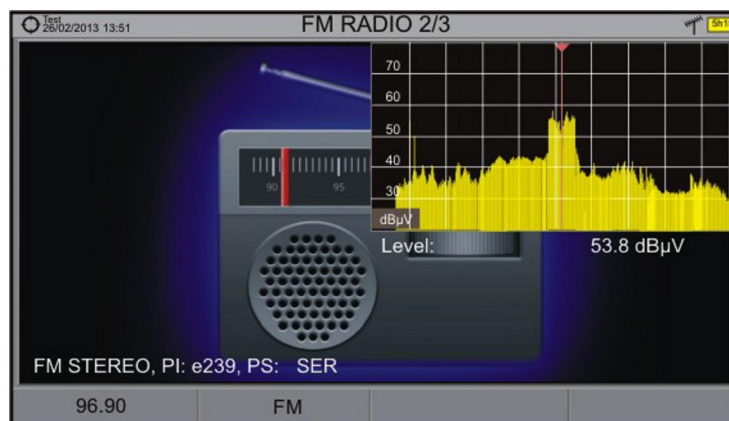 Test
26/02/2013 13:51
FM RADIO 2/3
70
60
50
40
30
dBµV
90
95
Level: 53.8 dBµV
FM STEREO, PI: e239, PS: SER
96.90
FM